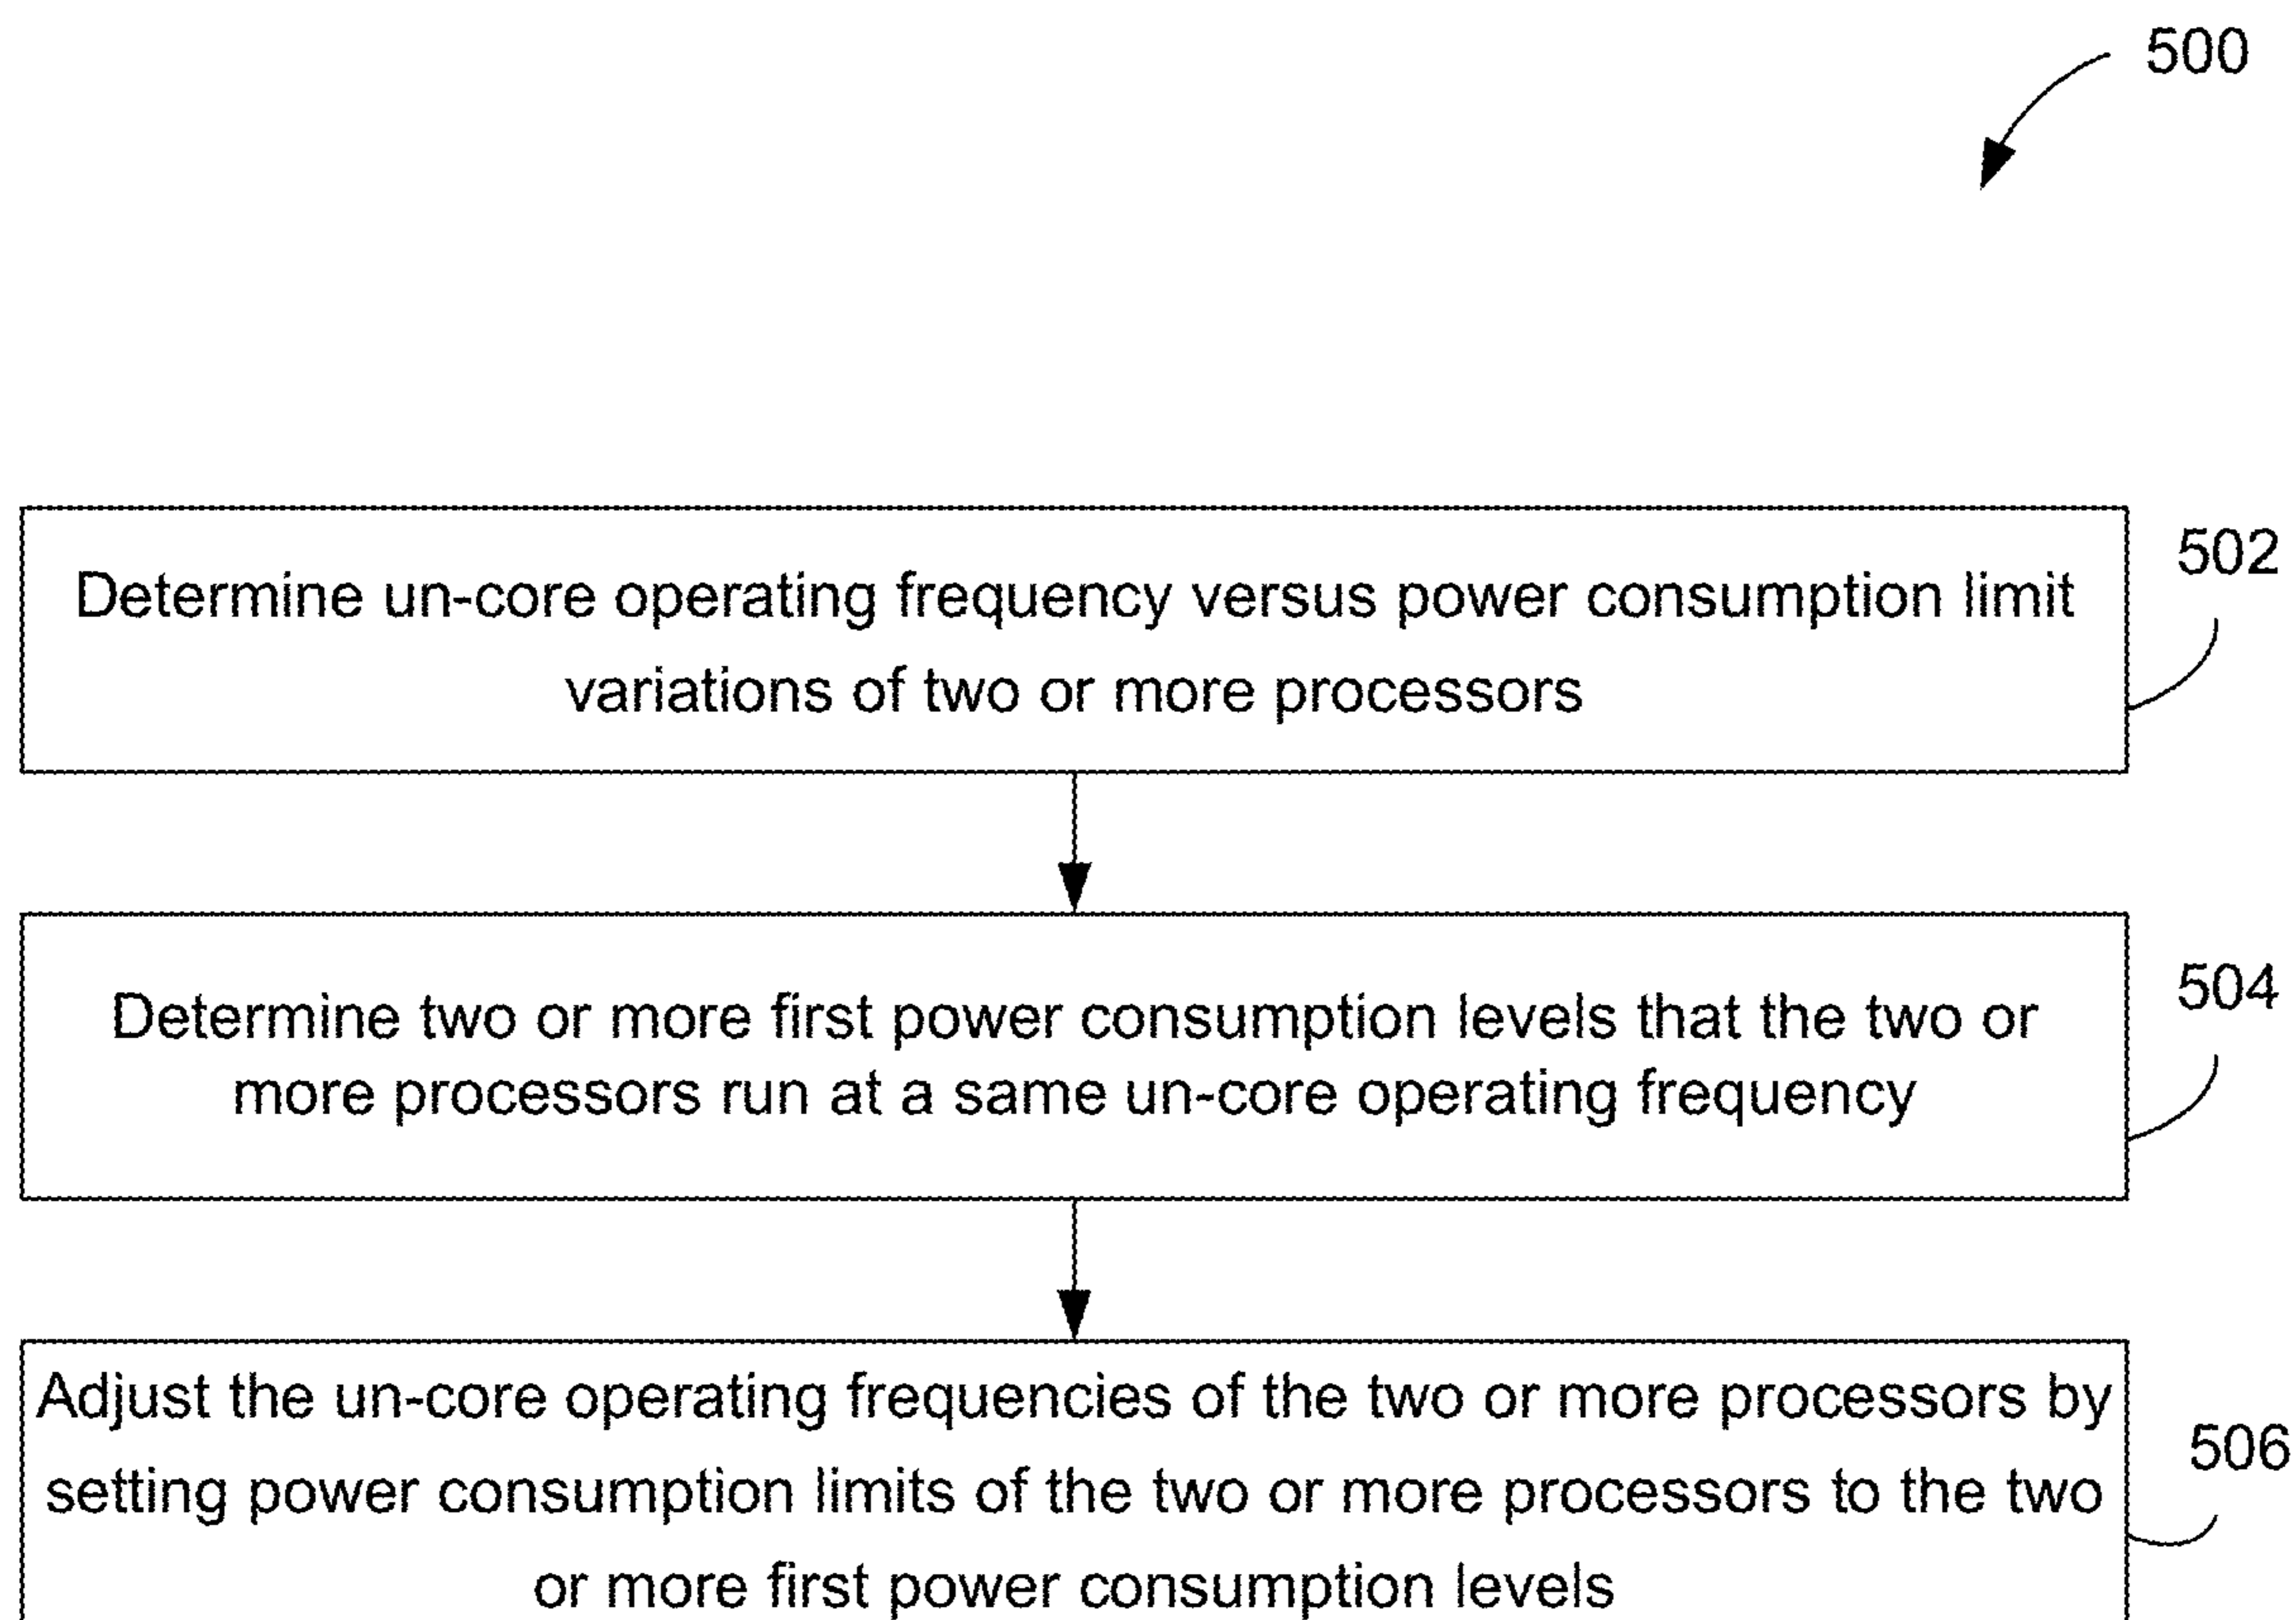 500
Determine un-core operating frequency versus power consumption limit
variations of two or more processors
502
Determine two or more first power consumption levels that the two or
more processors run at a same un-core operating frequency
504
Adjust the un-core operating frequencies of the two or more processors by
setting power consumption limits of the two or more processors to the two
or more first power consumption levels
506